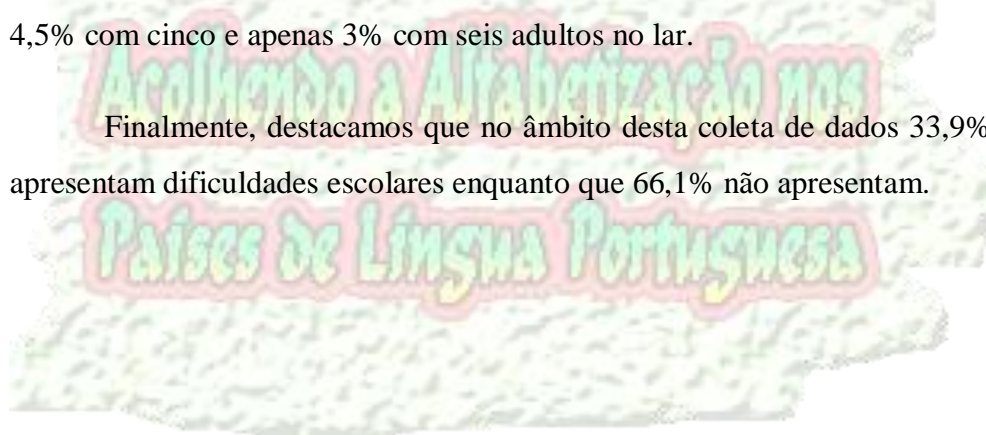 4,5% com cinco e apenas 3% com seis adultos no lar.
Acolhendo a Alfabetização nos
Finalmente, destacamos que no âmbito desta coleta de dados 33,9%
apresentam dificuldades escolares enquanto que 66,1% não apresentam.
Países de Língua Portuguesa